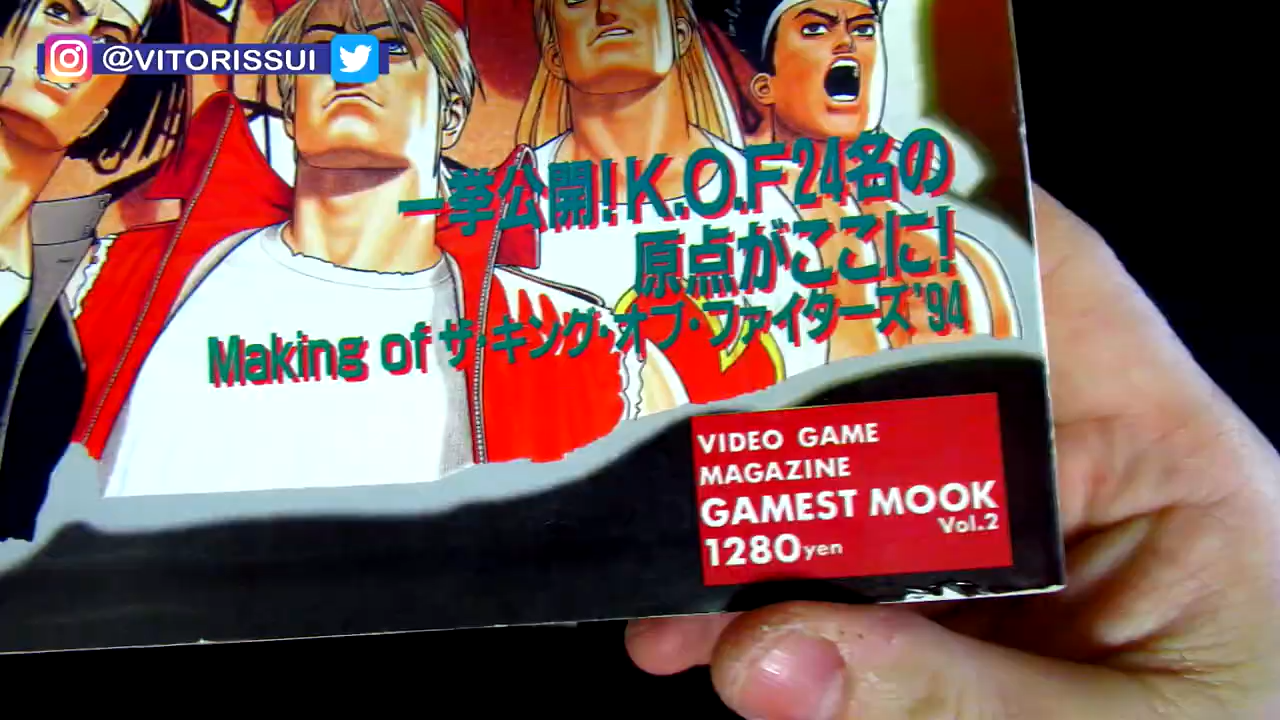 @VITORISSUI
一挙公開!K.O.F24名の
原点がここに!
Making of ザ・キング・オブ・ファイターズ'94
VIDEO GAME
MAGAZINE
GAMEST MOOK
Vol.2
1280yen